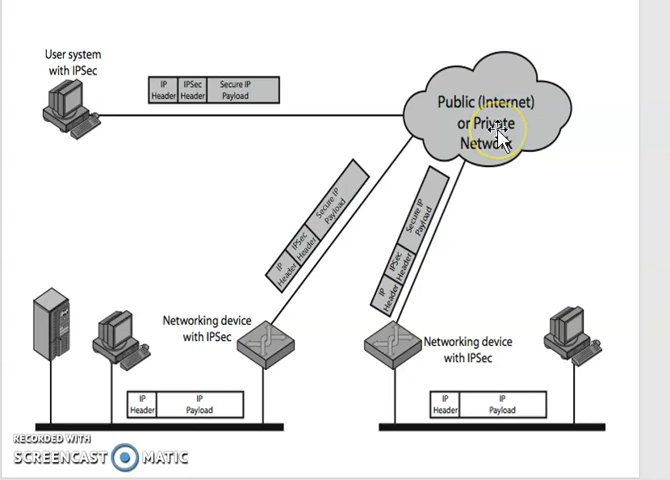 User system
with IPSec
IP
Header
IPSec
Header
Secure IP
Payload
Public (Internet)
or Private
Network
IP
Header
IPSec
Header
Secure IP
Payload
IP
Header
IPSec
Header
Secure IP
Payload
Networking device
with IPSec
Networking device
with IPSec
IP
Header
IP
Payload
IP
Header
IP
Payload
RECORDED WITH
SCREENCAST MATIC